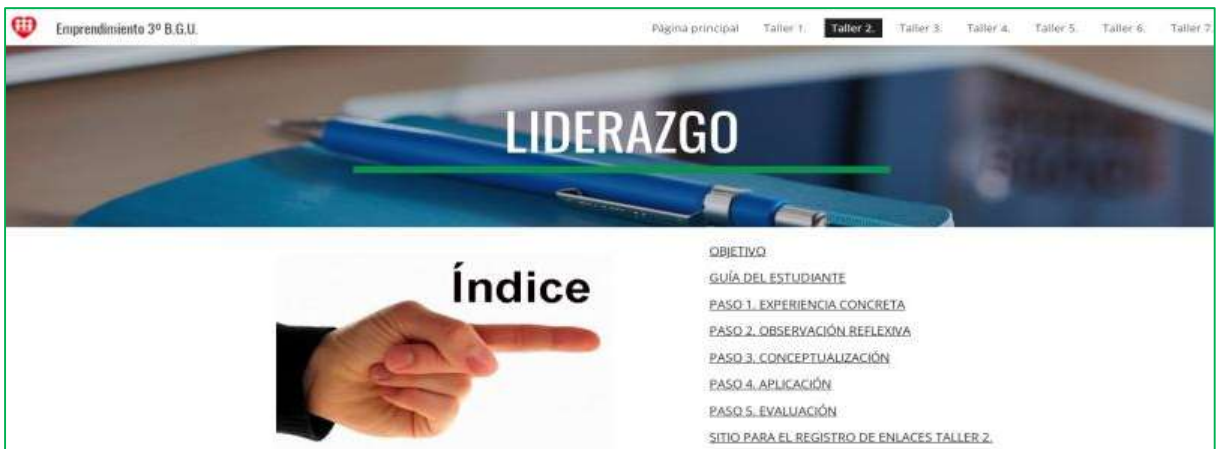 Emprendimiento 3º B.G.U.
Página principal Taller 1. Taller 2. Taller 3. Taller 4. Taller 5. Taller 6. Taller 7.
LIDERAZGO
Índice
OBJETIVO
GUÍA DEL ESTUDIANTE
PASO 1. EXPERIENCIA CONCRETA
PASO 2. OBSERVACIÓN REFLEXIVA
PASO 3. CONCEPTUALIZACIÓN
PASO 4. APLICACIÓN
PASO 5. EVALUACIÓN
SITIO PARA EL REGISTRO DE ENLACES TALLER 2.